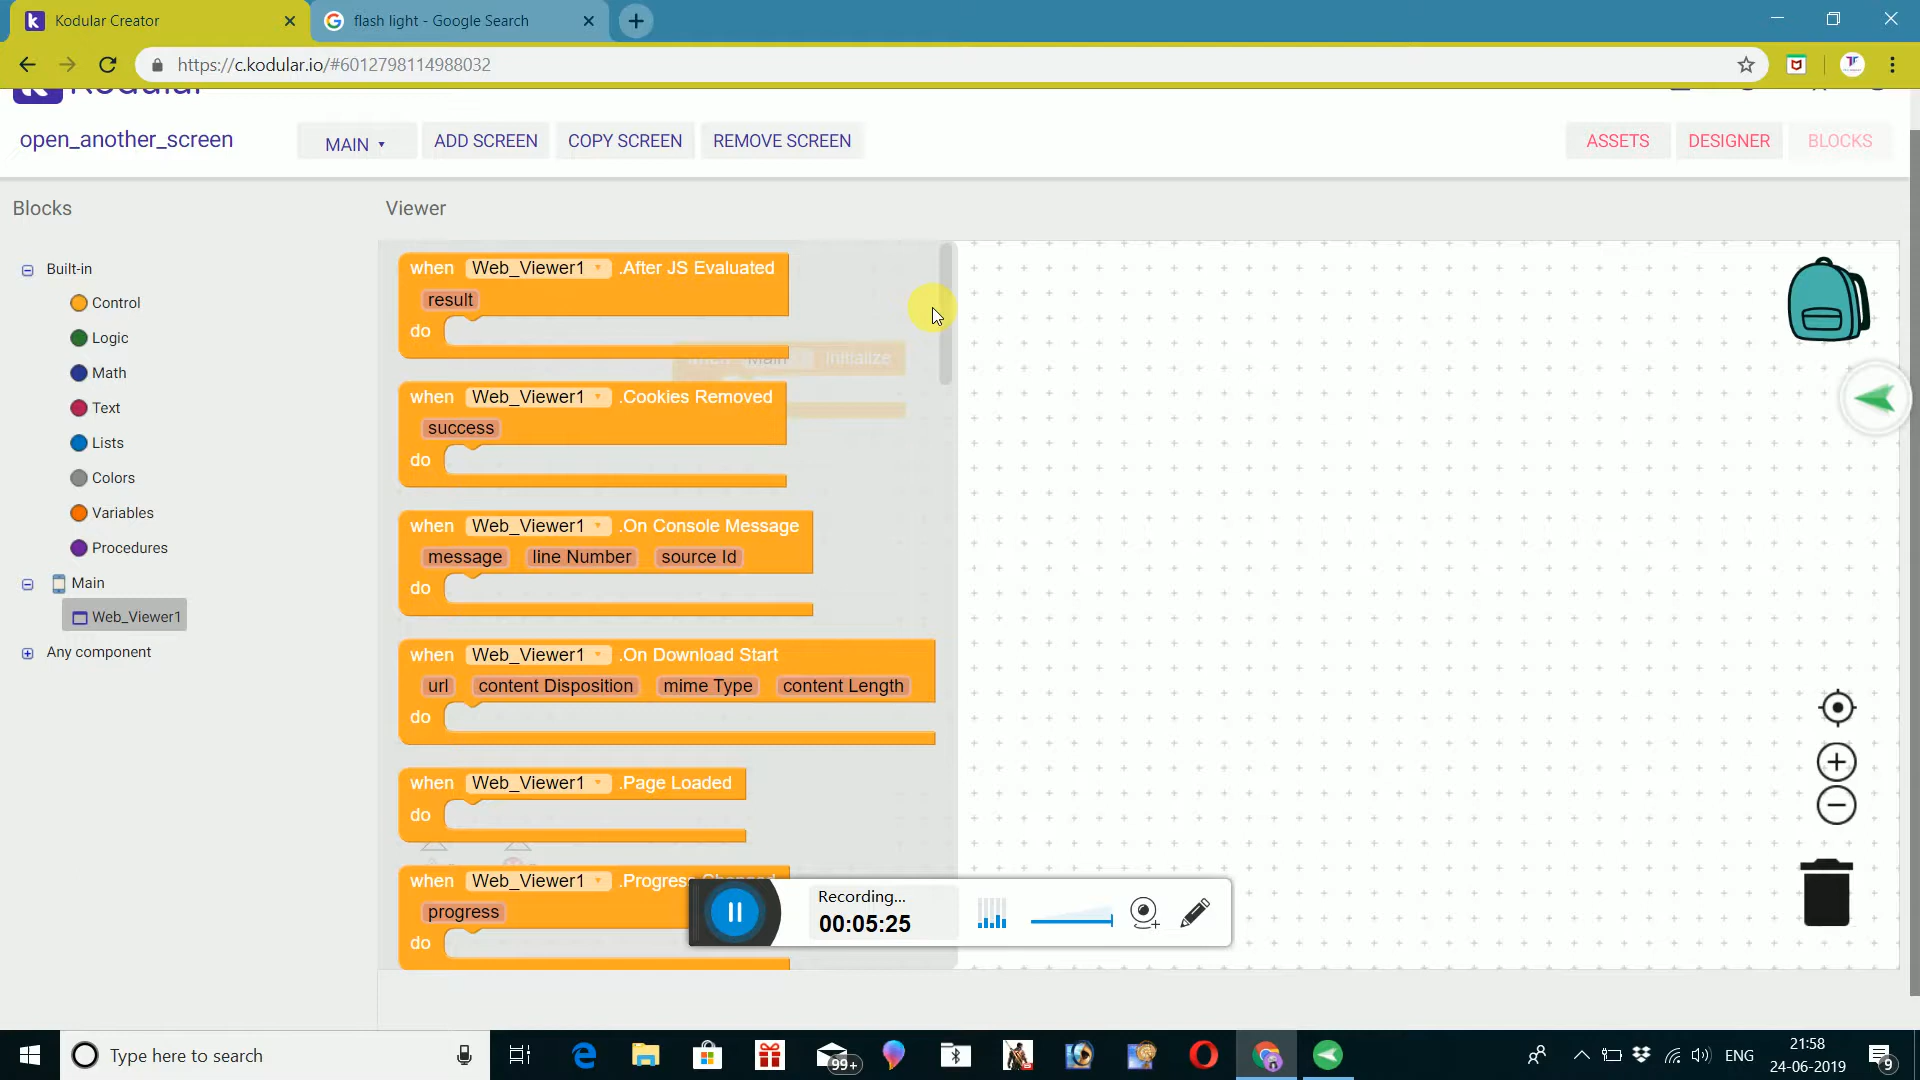 Kodular Creator
flash light - Google Search
https://c.kodular.io/#6012798114988032
Kodular
open_another_screen
MAIN
ADD SCREEN
COPY SCREEN
REMOVE SCREEN
ASSETS
DESIGNER
BLOCKS
Blocks
Viewer
Built-in
Control
Logic
Math
Text
Lists
Colors
Variables
Procedures
Main
Web_Viewer1
Any component
when Web_Viewer1 .After JS Evaluated
result
do
Main Initialize
when Web_Viewer1 .Cookies Removed
success
do
when Web_Viewer1 .On Console Message
message line Number source Id
do
when Web_Viewer1 .On Download Start
url content Disposition mime Type content Length
do
when Web_Viewer1 .Page Loaded
do
when Web_Viewer1 .Progress Changed
progress
do
Recording...
00:05:25
Type here to search
99+
ENG
21:58
24-06-2019
9